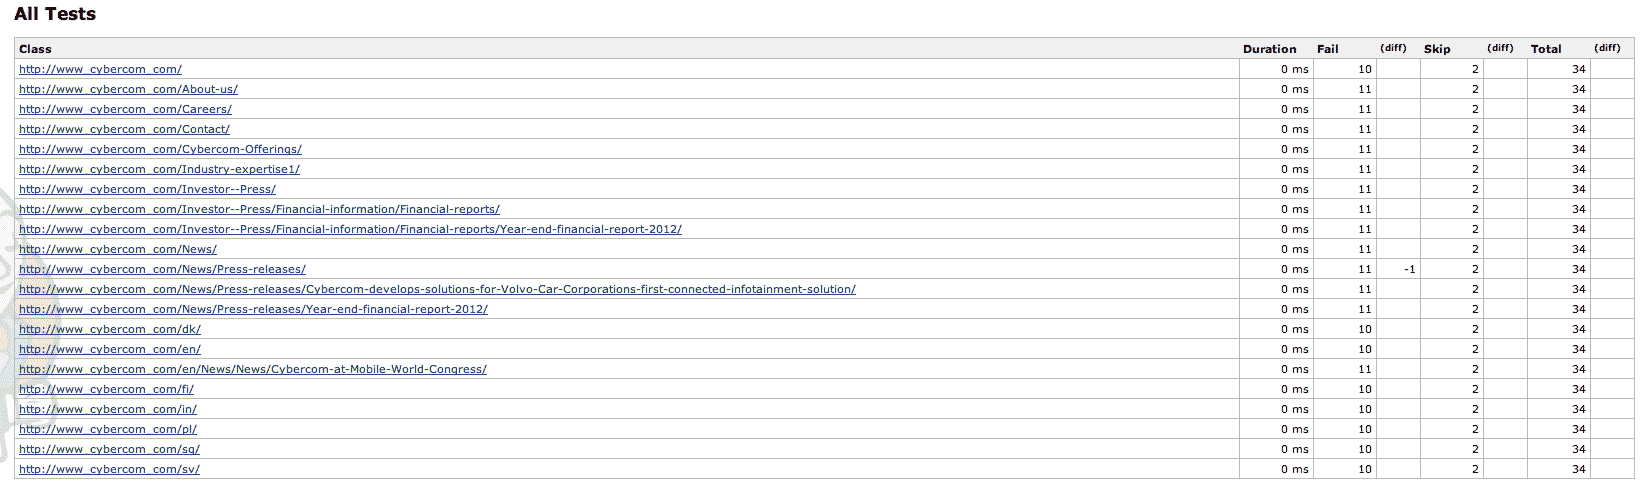 All Tests
Class Duration Fail (diff) Skip (diff) Total (diff)
http://www_cybercom_com/ 0 ms 10 2 34
http://www_cybercom_com/About-us/ 0 ms 11 2 34
http://www_cybercom_com/Careers/ 0 ms 11 2 34
http://www_cybercom_com/Contact/ 0 ms 11 2 34
http://www_cybercom_com/Cybercom-Offerings/ 0 ms 11 2 34
http://www_cybercom_com/Industry-expertise1/ 0 ms 11 2 34
http://www_cybercom_com/Investor--Press/ 0 ms 11 2 34
http://www_cybercom_com/Investor--Press/Financial-information/Financial-reports/ 0 ms 11 2 34
http://www_cybercom_com/Investor--Press/Financial-information/Financial-reports/Year-end-financial-report-2012/ 0 ms 11 2 34
http://www_cybercom_com/News/ 0 ms 11 2 34
http://www_cybercom_com/News/Press-releases/ 0 ms 11 -1 2 34
http://www_cybercom_com/News/Press-releases/Cybercom-develops-solutions-for-Volvo-Car-Corporations-first-connected-infotainment-solution/ 0 ms 11 2 34
http://www_cybercom_com/News/Press-releases/Year-end-financial-report-2012/ 0 ms 11 2 34
http://www_cybercom_com/dk/ 0 ms 10 2 34
http://www_cybercom_com/en/ 0 ms 10 2 34
http://www_cybercom_com/en/News/News/Cybercom-at-Mobile-World-Congress/ 0 ms 11 2 34
http://www_cybercom_com/fi/ 0 ms 10 2 34
http://www_cybercom_com/in/ 0 ms 10 2 34
http://www_cybercom_com/pl/ 0 ms 10 2 34
http://www_cybercom_com/sg/ 0 ms 10 2 34
http://www_cybercom_com/sv/ 0 ms 10 2 34